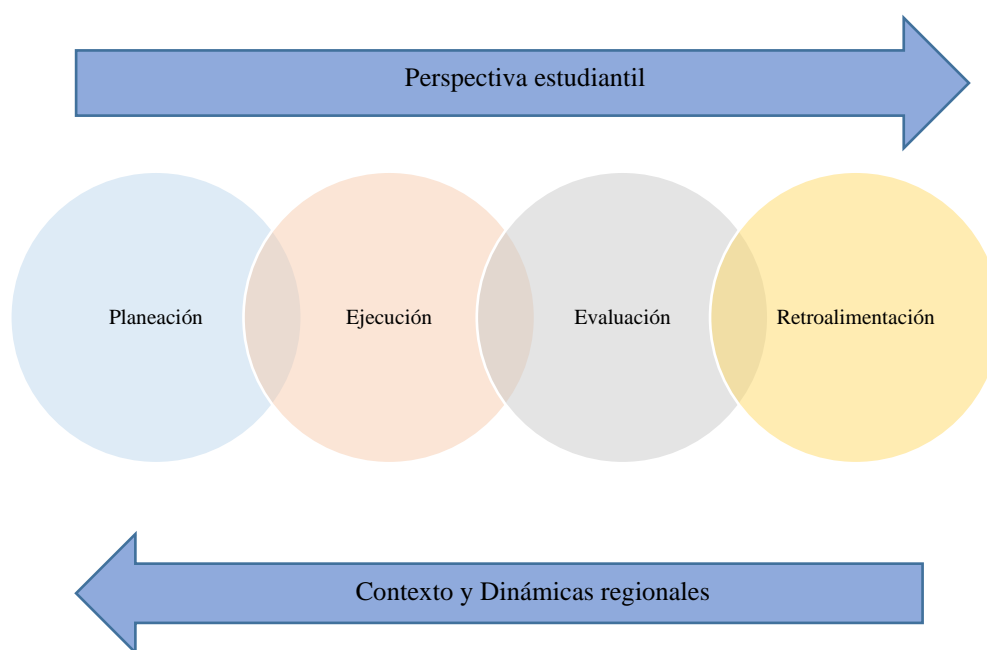 Perspectiva estudiantil
Planeación
Ejecución
Evaluación
Retroalimentación
Contexto y Dinámicas regionales